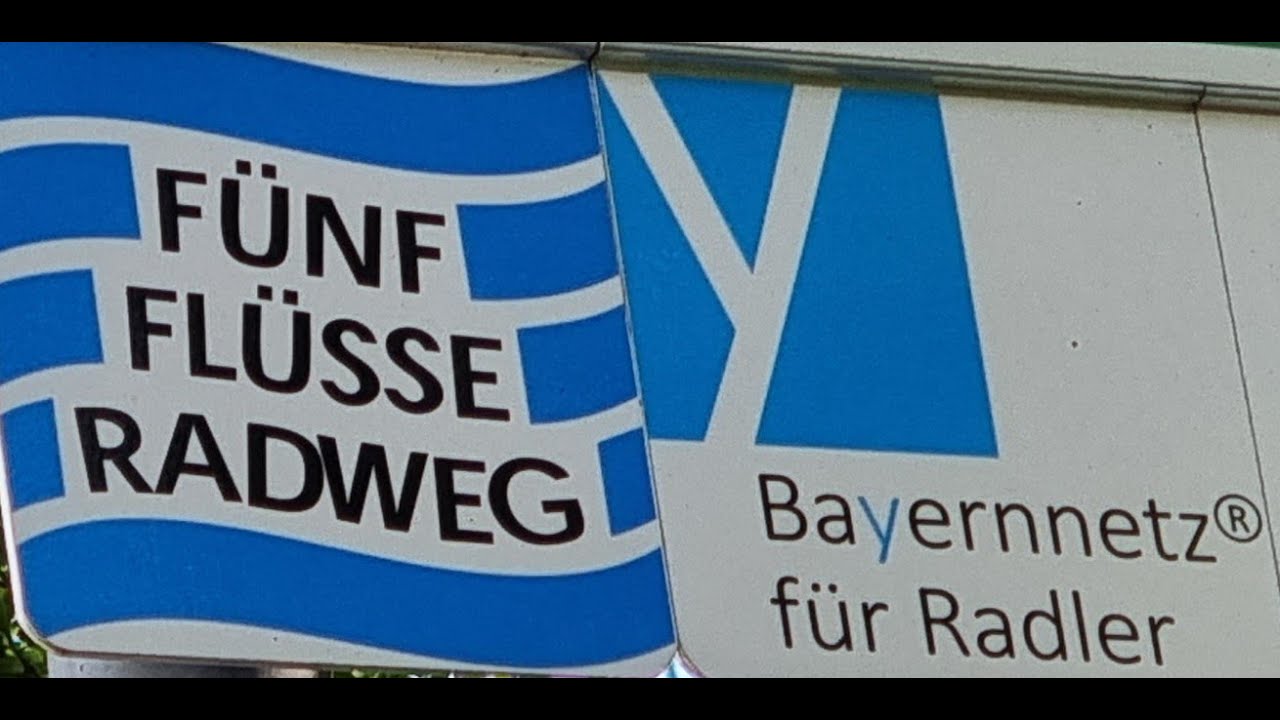 FÜNF
FLÜSSE
RADWEG
y
Bayernnetz®
für Radler